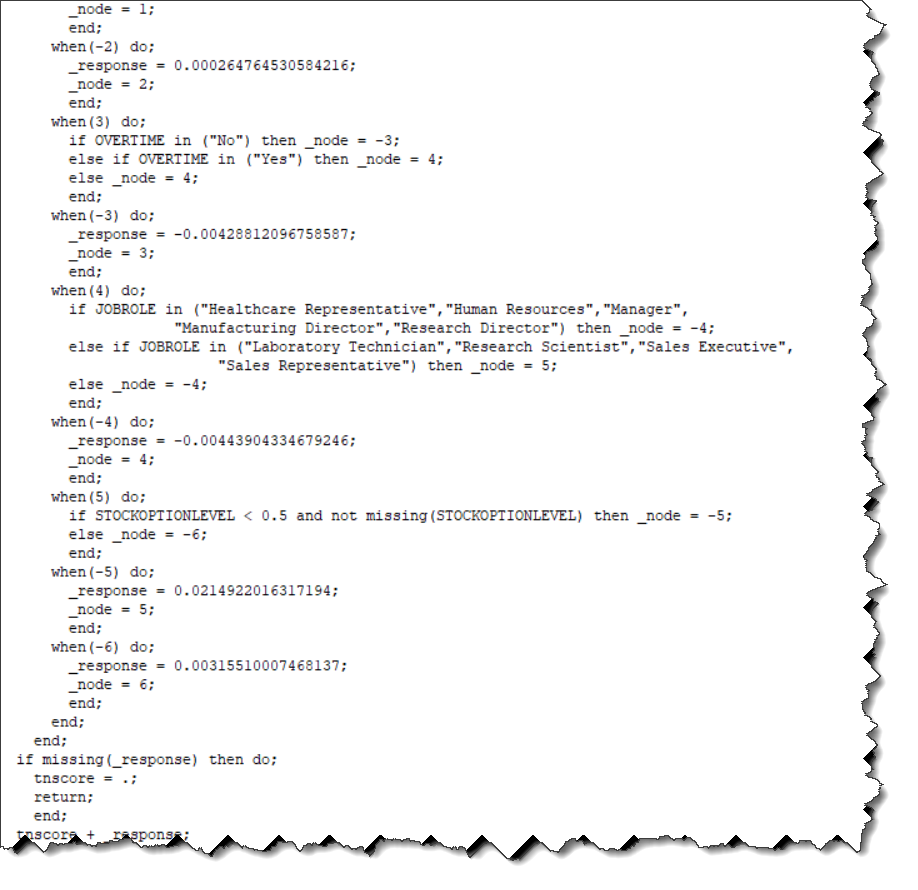 _node = 1;
end;
when(-2) do;
_response = 0.000264764530584216;
_node = 2;
end;
when(3) do;
if OVERTIME in ("No") then _node = -3;
else if OVERTIME in ("Yes") then _node = 4;
else _node = 4;
end;
when(-3) do;
_response = -0.00428812096758587;
_node = 3;
end;
when(4) do;
if JOBROLE in ("Healthcare Representative","Human Resources","Manager",
"Manufacturing Director","Research Director") then _node = -4;
else if JOBROLE in ("Laboratory Technician","Research Scientist","Sales Executive",
"Sales Representative") then _node = 5;
else _node = -4;
end;
when(-4) do;
_response = -0.00443904334679246;
_node = 4;
end;
when(5) do;
if STOCKOPTIONLEVEL < 0.5 and not missing(STOCKOPTIONLEVEL) then _node = -5;
else _node = -6;
end;
when(-5) do;
_response = 0.0214922016317194;
_node = 5;
end;
when(-6) do;
_response = 0.00315510007468137;
_node = 6;
end;
end;
end;
if missing(_response) then do;
tnscore = .;
return;
end;
tnscore + _response;